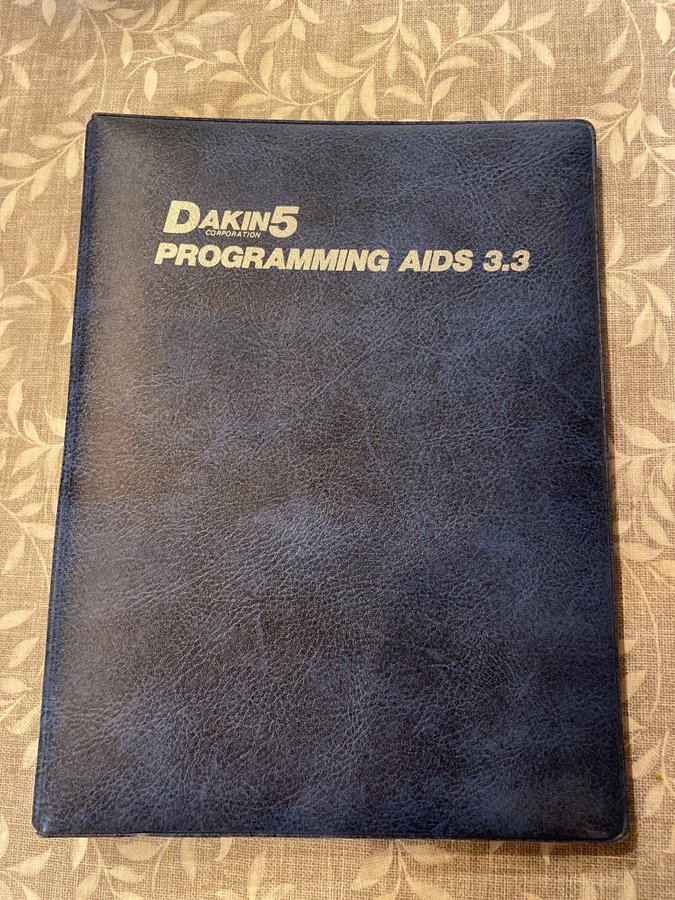 DAKIN5
CORPORATION
PROGRAMMING AIDS 3.3